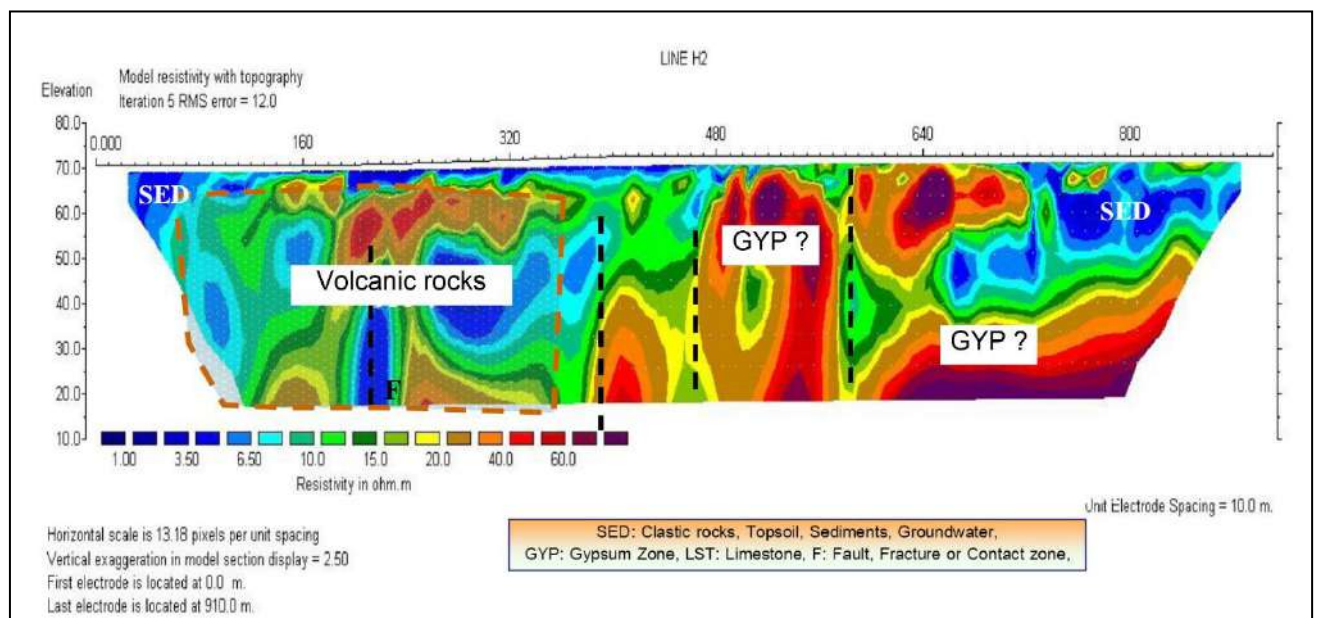 LINE H2
Model resistivity with topography
Elevation
Iteration 5 RMS error = 12.0
80.0
0.000 160 320 480 640 800
70.0
SED
SED
60.0
GYP ?
50.0
Volcanic rocks
40.0
GYP ?
30.0
F
20.0
10.0
1.00 3.50 6.50 10.0 15.0 20.0 40.0 60.0
Resistivity in ohm.m
Unit Electrode Spacing = 10.0 m.
Horizontal scale is 13.18 pixels per unit spacing
Vertical exaggeration in model section display = 2.50
First electrode is located at 0.0 m.
Last electrode is located at 910.0 m.
SED: Clastic rocks, Topsoil, Sediments, Groundwater,
GYP: Gypsum Zone, LST: Limestone, F: Fault, Fracture or Contact zone,